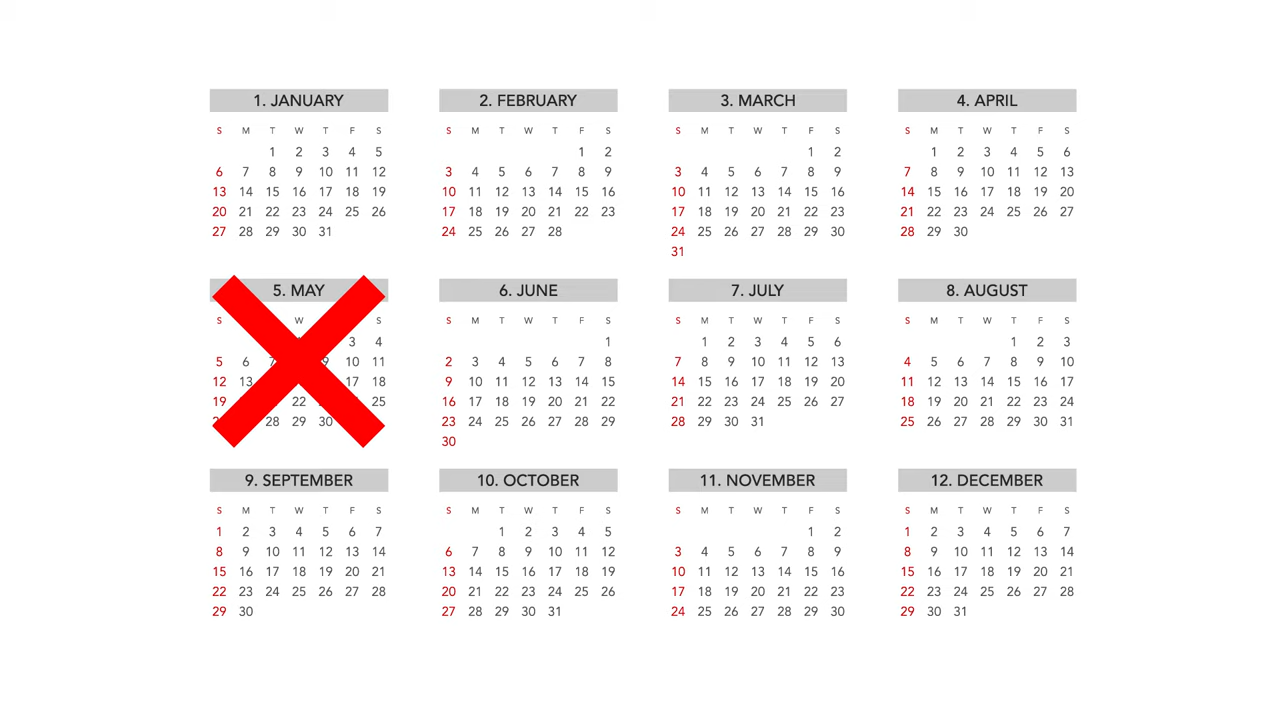 1. JANUARY
S M T W T F S
1 2 3 4 5
6 7 8 9 10 11 12
13 14 15 16 17 18 19
20 21 22 23 24 25 26
27 28 29 30 31
2. FEBRUARY
S M T W T F S
1 2
3 4 5 6 7 8 9
10 11 12 13 14 15 16
17 18 19 20 21 22 23
24 25 26 27 28
3. MARCH
S M T W T F S
1 2
3 4 5 6 7 8 9
10 11 12 13 14 15 16
17 18 19 20 21 22 23
24 25 26 27 28 29 30
31
4. APRIL
S M T W T F S
1 2 3 4 5 6
7 8 9 10 11 12 13
14 15 16 17 18 19 20
21 22 23 24 25 26 27
28 29 30
5. MAY
S W S
3 4
5 6 7 9 10 11
12 13 17 18
19 22 25
28 29 30
6. JUNE
S M T W T F S
1
2 3 4 5 6 7 8
9 10 11 12 13 14 15
16 17 18 19 20 21 22
23 24 25 26 27 28 29
30
7. JULY
S M T W T F S
1 2 3 4 5 6
7 8 9 10 11 12 13
14 15 16 17 18 19 20
21 22 23 24 25 26 27
28 29 30 31
8. AUGUST
S M T W T F S
1 2 3
4 5 6 7 8 9 10
11 12 13 14 15 16 17
18 19 20 21 22 23 24
25 26 27 28 29 30 31
9. SEPTEMBER
S M T W T F S
1 2 3 4 5 6 7
8 9 10 11 12 13 14
15 16 17 18 19 20 21
22 23 24 25 26 27 28
29 30
10. OCTOBER
S M T W T F S
1 2 3 4 5
6 7 8 9 10 11 12
13 14 15 16 17 18 19
20 21 22 23 24 25 26
27 28 29 30 31
11. NOVEMBER
S M T W T F S
1 2
3 4 5 6 7 8 9
10 11 12 13 14 15 16
17 18 19 20 21 22 23
24 25 26 27 28 29 30
12. DECEMBER
S M T W T F S
1 2 3 4 5 6 7
8 9 10 11 12 13 14
15 16 17 18 19 20 21
22 23 24 25 26 27 28
29 30 31